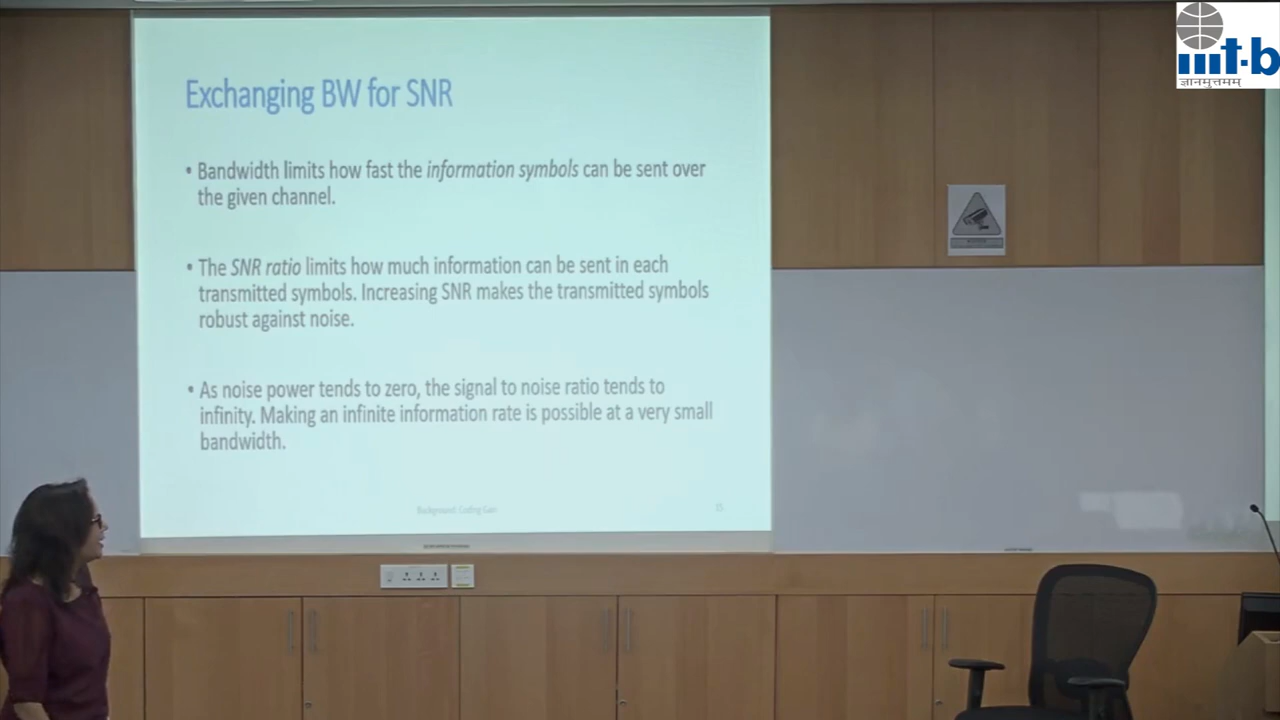 iiit-b
ज्ञानमुत्तमम्
Exchanging BW for SNR
• Bandwidth limits how fast the information symbols can be sent over
the given channel.
• The SNR ratio limits how much information can be sent in each
transmitted symbols. Increasing SNR makes the transmitted symbols
robust against noise.
• As noise power tends to zero, the signal to noise ratio tends to
infinity. Making an infinite information rate is possible at a very small
bandwidth.
Background: Coding Gain